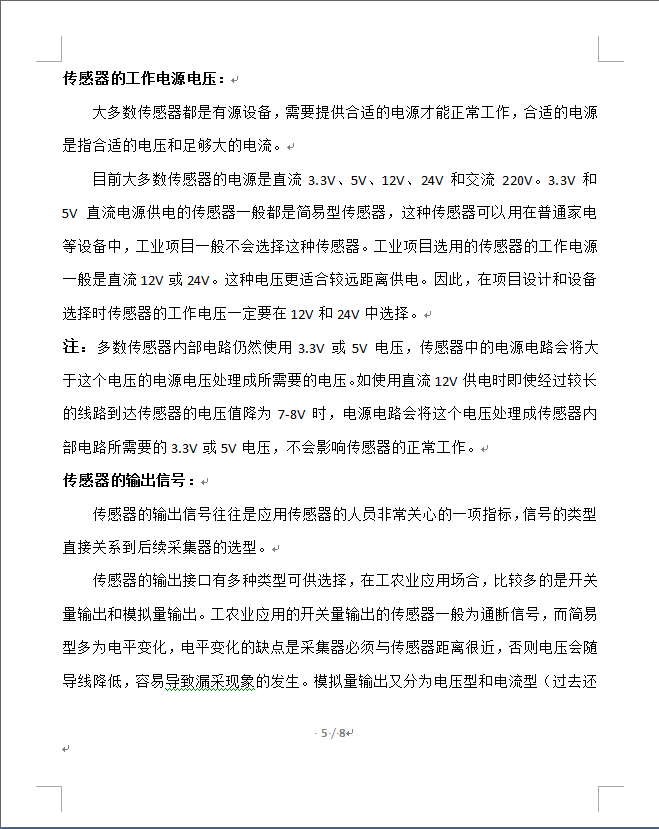 传感器的工作电源电压：
大多数传感器都是有源设备，需要提供合适的电源才能正常工作，合适的电源
是指合适的电压和足够大的电流。
目前大多数传感器的电源是直流 3.3V、5V、12V、24V 和交流 220V。3.3V 和
5V 直流电源供电的传感器一般都是简易型传感器，这种传感器可以用在普通家电
等设备中，工业项目一般不会选择这种传感器。工业项目选用的传感器的工作电源
一般是直流 12V 或 24V。这种电压更适合较远距离供电。因此，在项目设计和设备
选择时传感器的工作电压一定要在 12V 和 24V 中选择。
注：多数传感器内部电路仍然使用 3.3V 或 5V 电压，传感器中的电源电路会将大
于这个电压的电源电压处理成所需要的电压。如使用直流 12V 供电时即使经过较长
的线路到达传感器的电压值降为 7-8V 时，电源电路会将这个电压处理成传感器内
部电路所需要的 3.3V 或 5V 电压，不会影响传感器的正常工作。
传感器的输出信号：
传感器的输出信号往往是应用传感器的人员非常关心的一项指标，信号的类型
直接关系到后续采集器的选型。
传感器的输出接口有多种类型可供选择，在工农业应用场合，比较多的是开关
量输出和模拟量输出。工农业应用的开关量输出的传感器一般为通断信号，而简易
型多为电平变化，电平变化的缺点是采集器必须与传感器距离很近，否则电压会随
导线降低，容易导致漏采现象的发生。模拟量输出又分为电压型和电流型（过去还
5 / 8